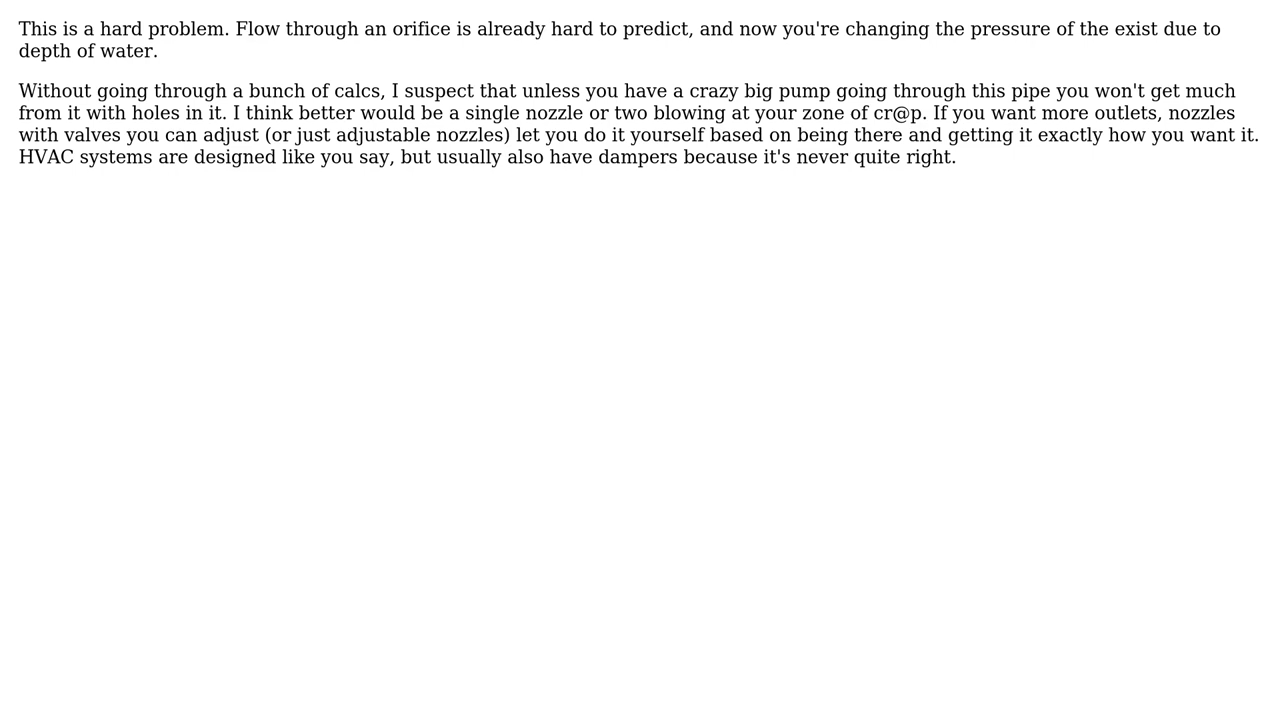 This is a hard problem. Flow through an orifice is already hard to predict, and now you're changing the pressure of the exist due to
depth of water.
Without going through a bunch of calcs, I suspect that unless you have a crazy big pump going through this pipe you won't get much
from it with holes in it. I think better would be a single nozzle or two blowing at your zone of cr@p. If you want more outlets, nozzles
with valves you can adjust (or just adjustable nozzles) let you do it yourself based on being there and getting it exactly how you want it.
HVAC systems are designed like you say, but usually also have dampers because it's never quite right.